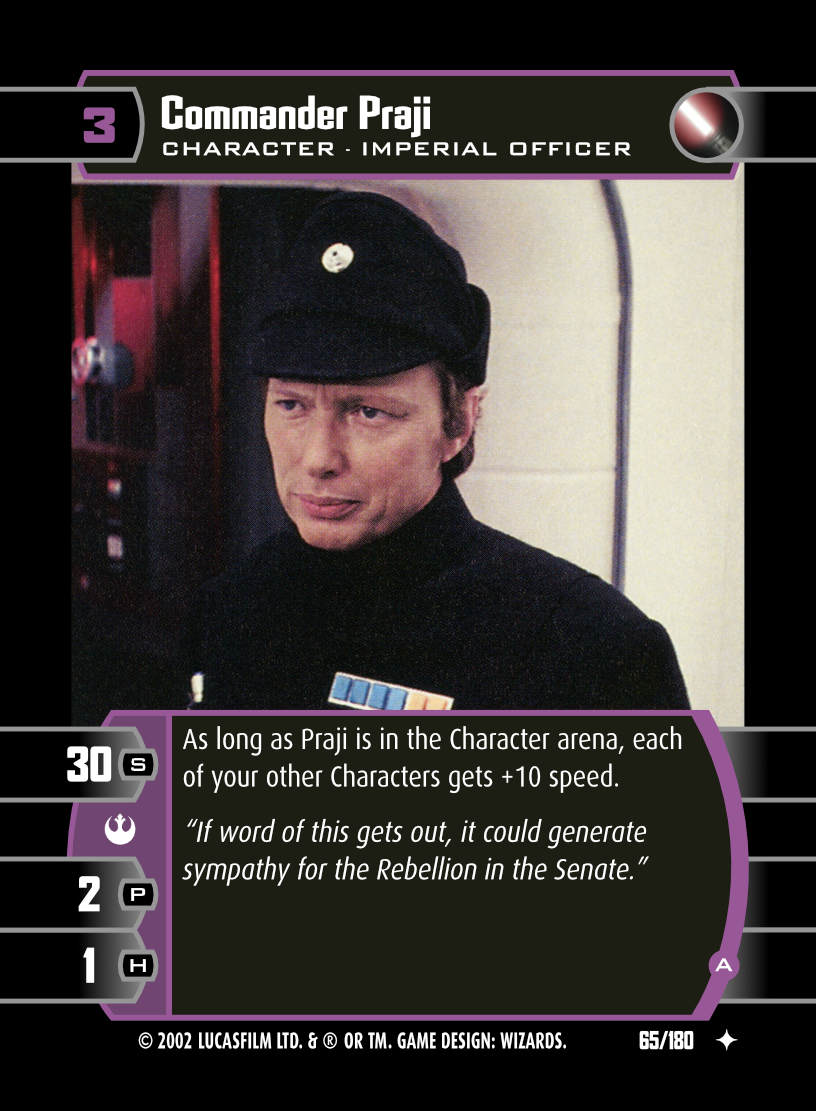 3
Commander Praji
CHARACTER · IMPERIAL OFFICER
30 S
As long as Praji is in the Character arena, each
of your other Characters gets +10 speed.
“If word of this gets out, it could generate
sympathy for the Rebellion in the Senate.”
2 P
1 H
A
© 2002 LUCASFILM LTD. & ® OR TM. GAME DESIGN: WIZARDS.
65/180